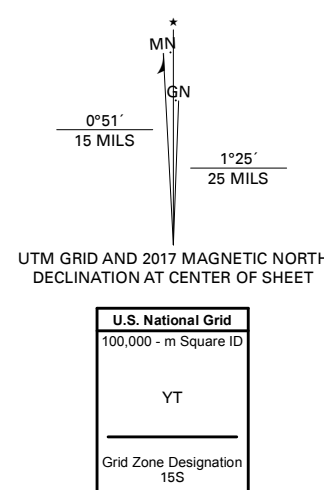 ★
MN
GN
0°51´
15 MILS
1°25´
25 MILS
UTM GRID AND 2017 MAGNETIC NORTH
DECLINATION AT CENTER OF SHEET
U.S. National Grid
100,000 - m Square ID
YT
Grid Zone Designation
15S